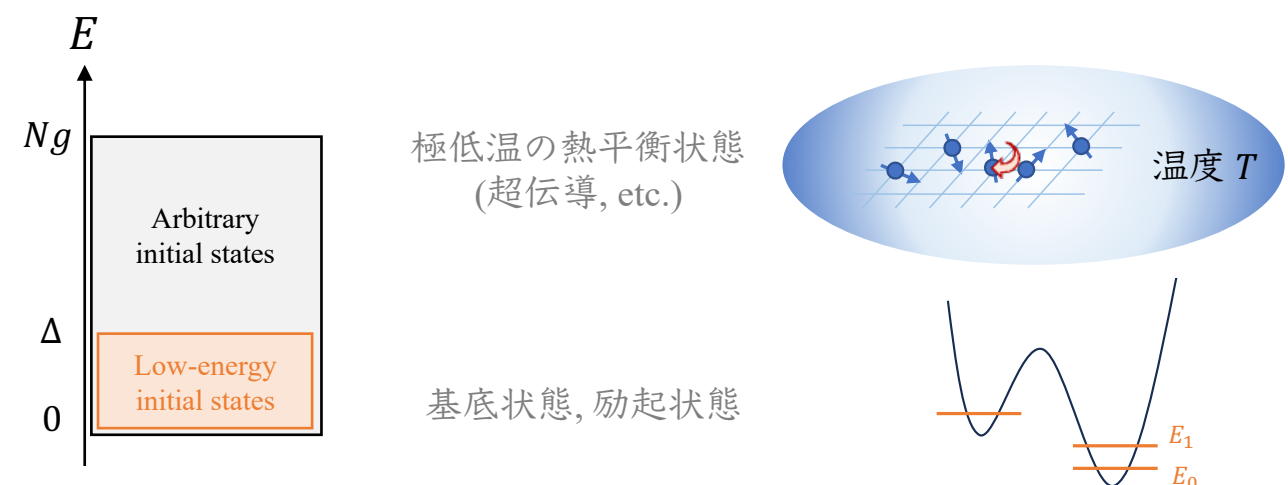 E
Ng
Arbitrary
initial states
Δ
Low-energy
initial states
0
極低温の熱平衡状態
(超伝導, etc.)
温度 T
基底状態, 励起状態
E₁
E₀